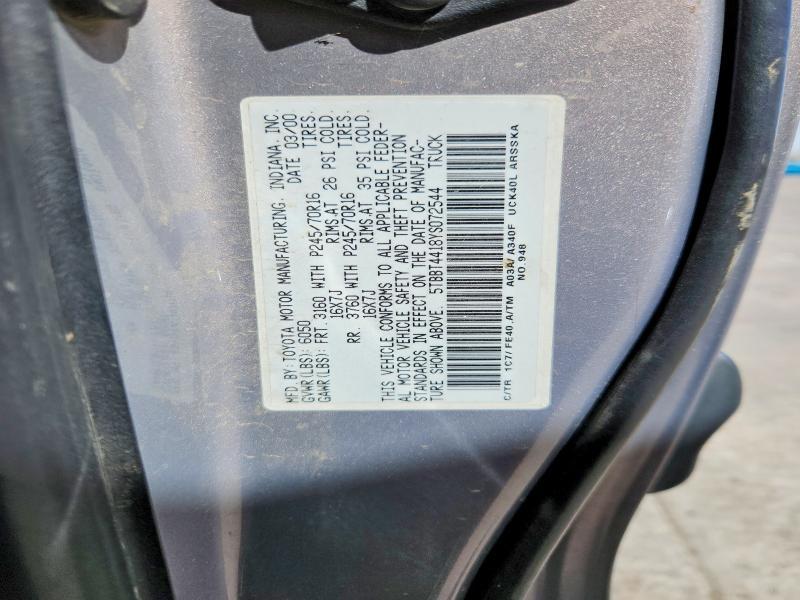 MFD.BY:TOYOTA MOTOR MANUFACTURING, INDIANA, INC.
GVWR(LBS): 6050 DATE 03/00
GAWR(LBS): FRT. 3160 WITH P245/70R16 TIRES,
16X7J RIMS,AT 26 PSI COLD.
RR. 3760 WITH P245/70R16 TIRES,
16X7J RIMS,AT 35 PSI COLD.
THIS VEHICLE CONFORMS TO ALL APPLICABLE FEDER-
AL MOTOR VEHICLE SAFETY AND THEFT PREVENTION
STANDARDS IN EFFECT ON THE DATE OF MANUFAC-
TURE SHOWN ABOVE. 5TBBT4418YS072544 TRUCK
C/TR 1C7/FE40.A/TM A03A/A340F UCK40L ARSSKA
NO.948